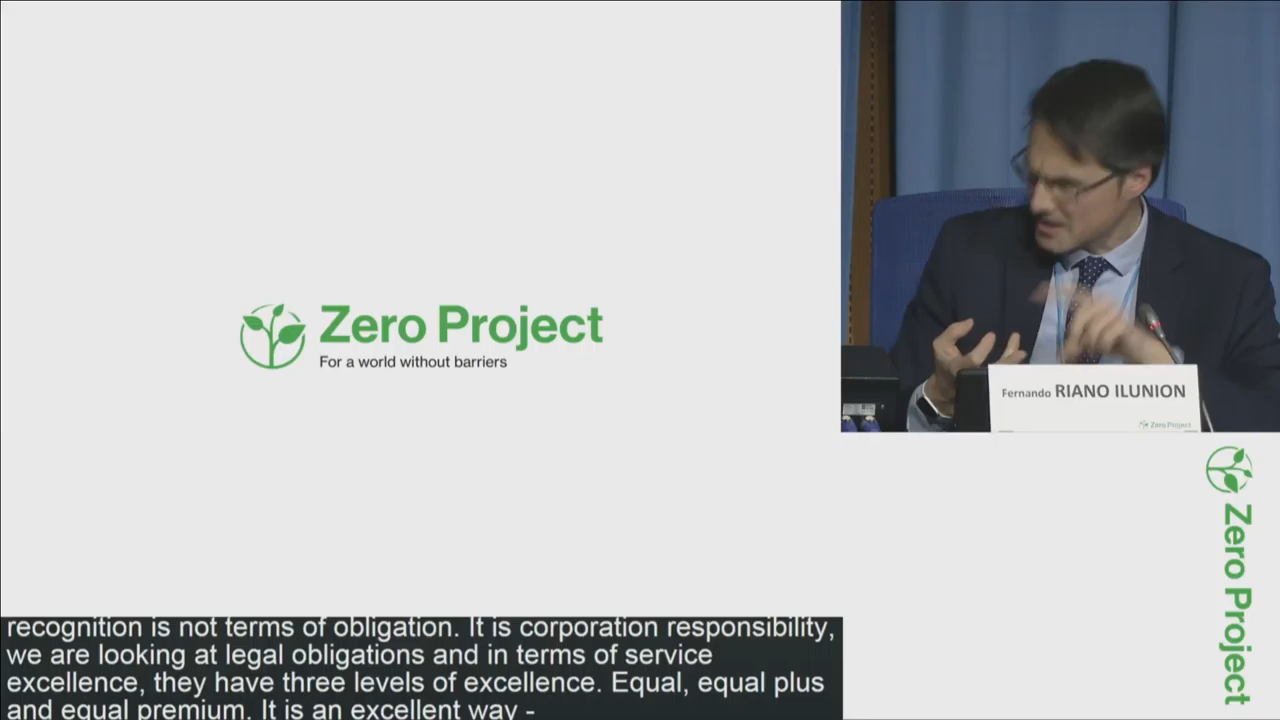 Zero Project
For a world without barriers
Fernando RIANO ILUNION
Zero Project
Zero Project
recognition is not terms of obligation. It is corporation responsibility,
we are looking at legal obligations and in terms of service
excellence, they have three levels of excellence. Equal, equal plus
and equal premium. It is an excellent way -